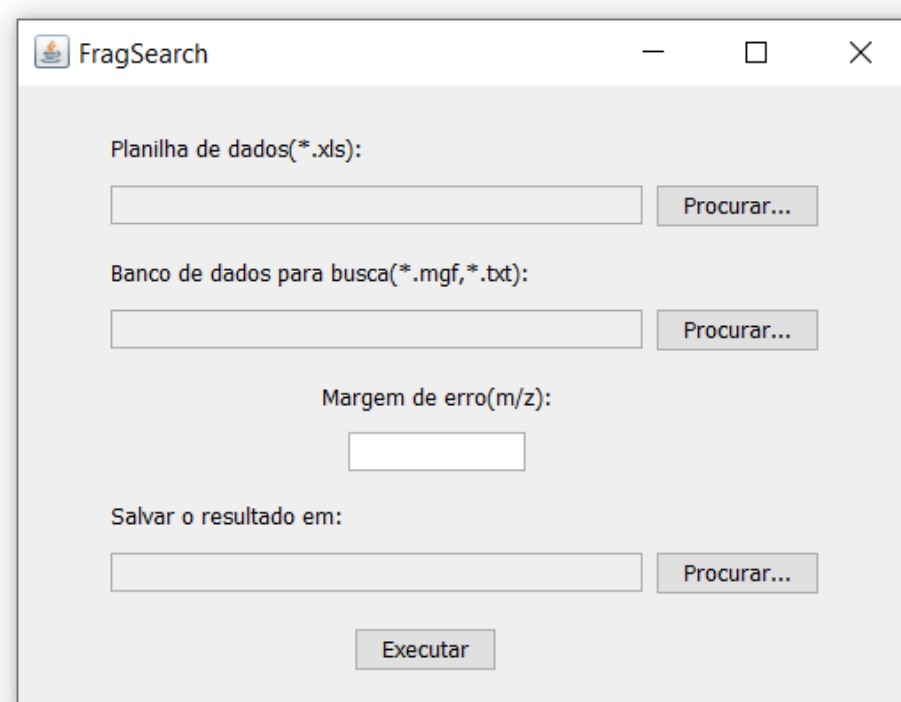 FragSearch
Planilha de dados(*.xls):
Procurar...
Banco de dados para busca(*.mgf,*.txt):
Procurar...
Margem de erro(m/z):
Salvar o resultado em:
Procurar...
Executar